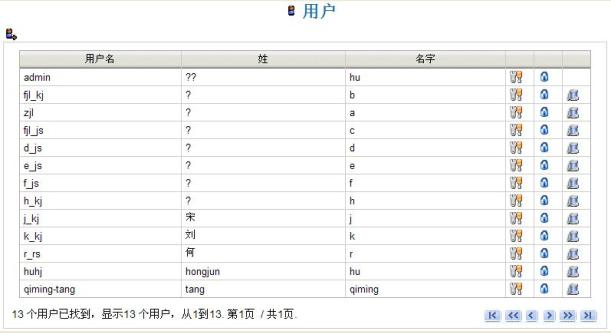 用户
用户名 姓 名字
admin ?? hu
fjl_kj ? b
zjl ? a
fjl_js ? c
d_js ? d
e_js ? e
f_js ? f
h_kj ? h
j_kj 宋 j
k_kj 刘 k
r_rs 何 r
huhj hongjun hu
qiming-tang tang qiming
13 个用户已找到，显示13 个用户，从1到13. 第1页 / 共1页.